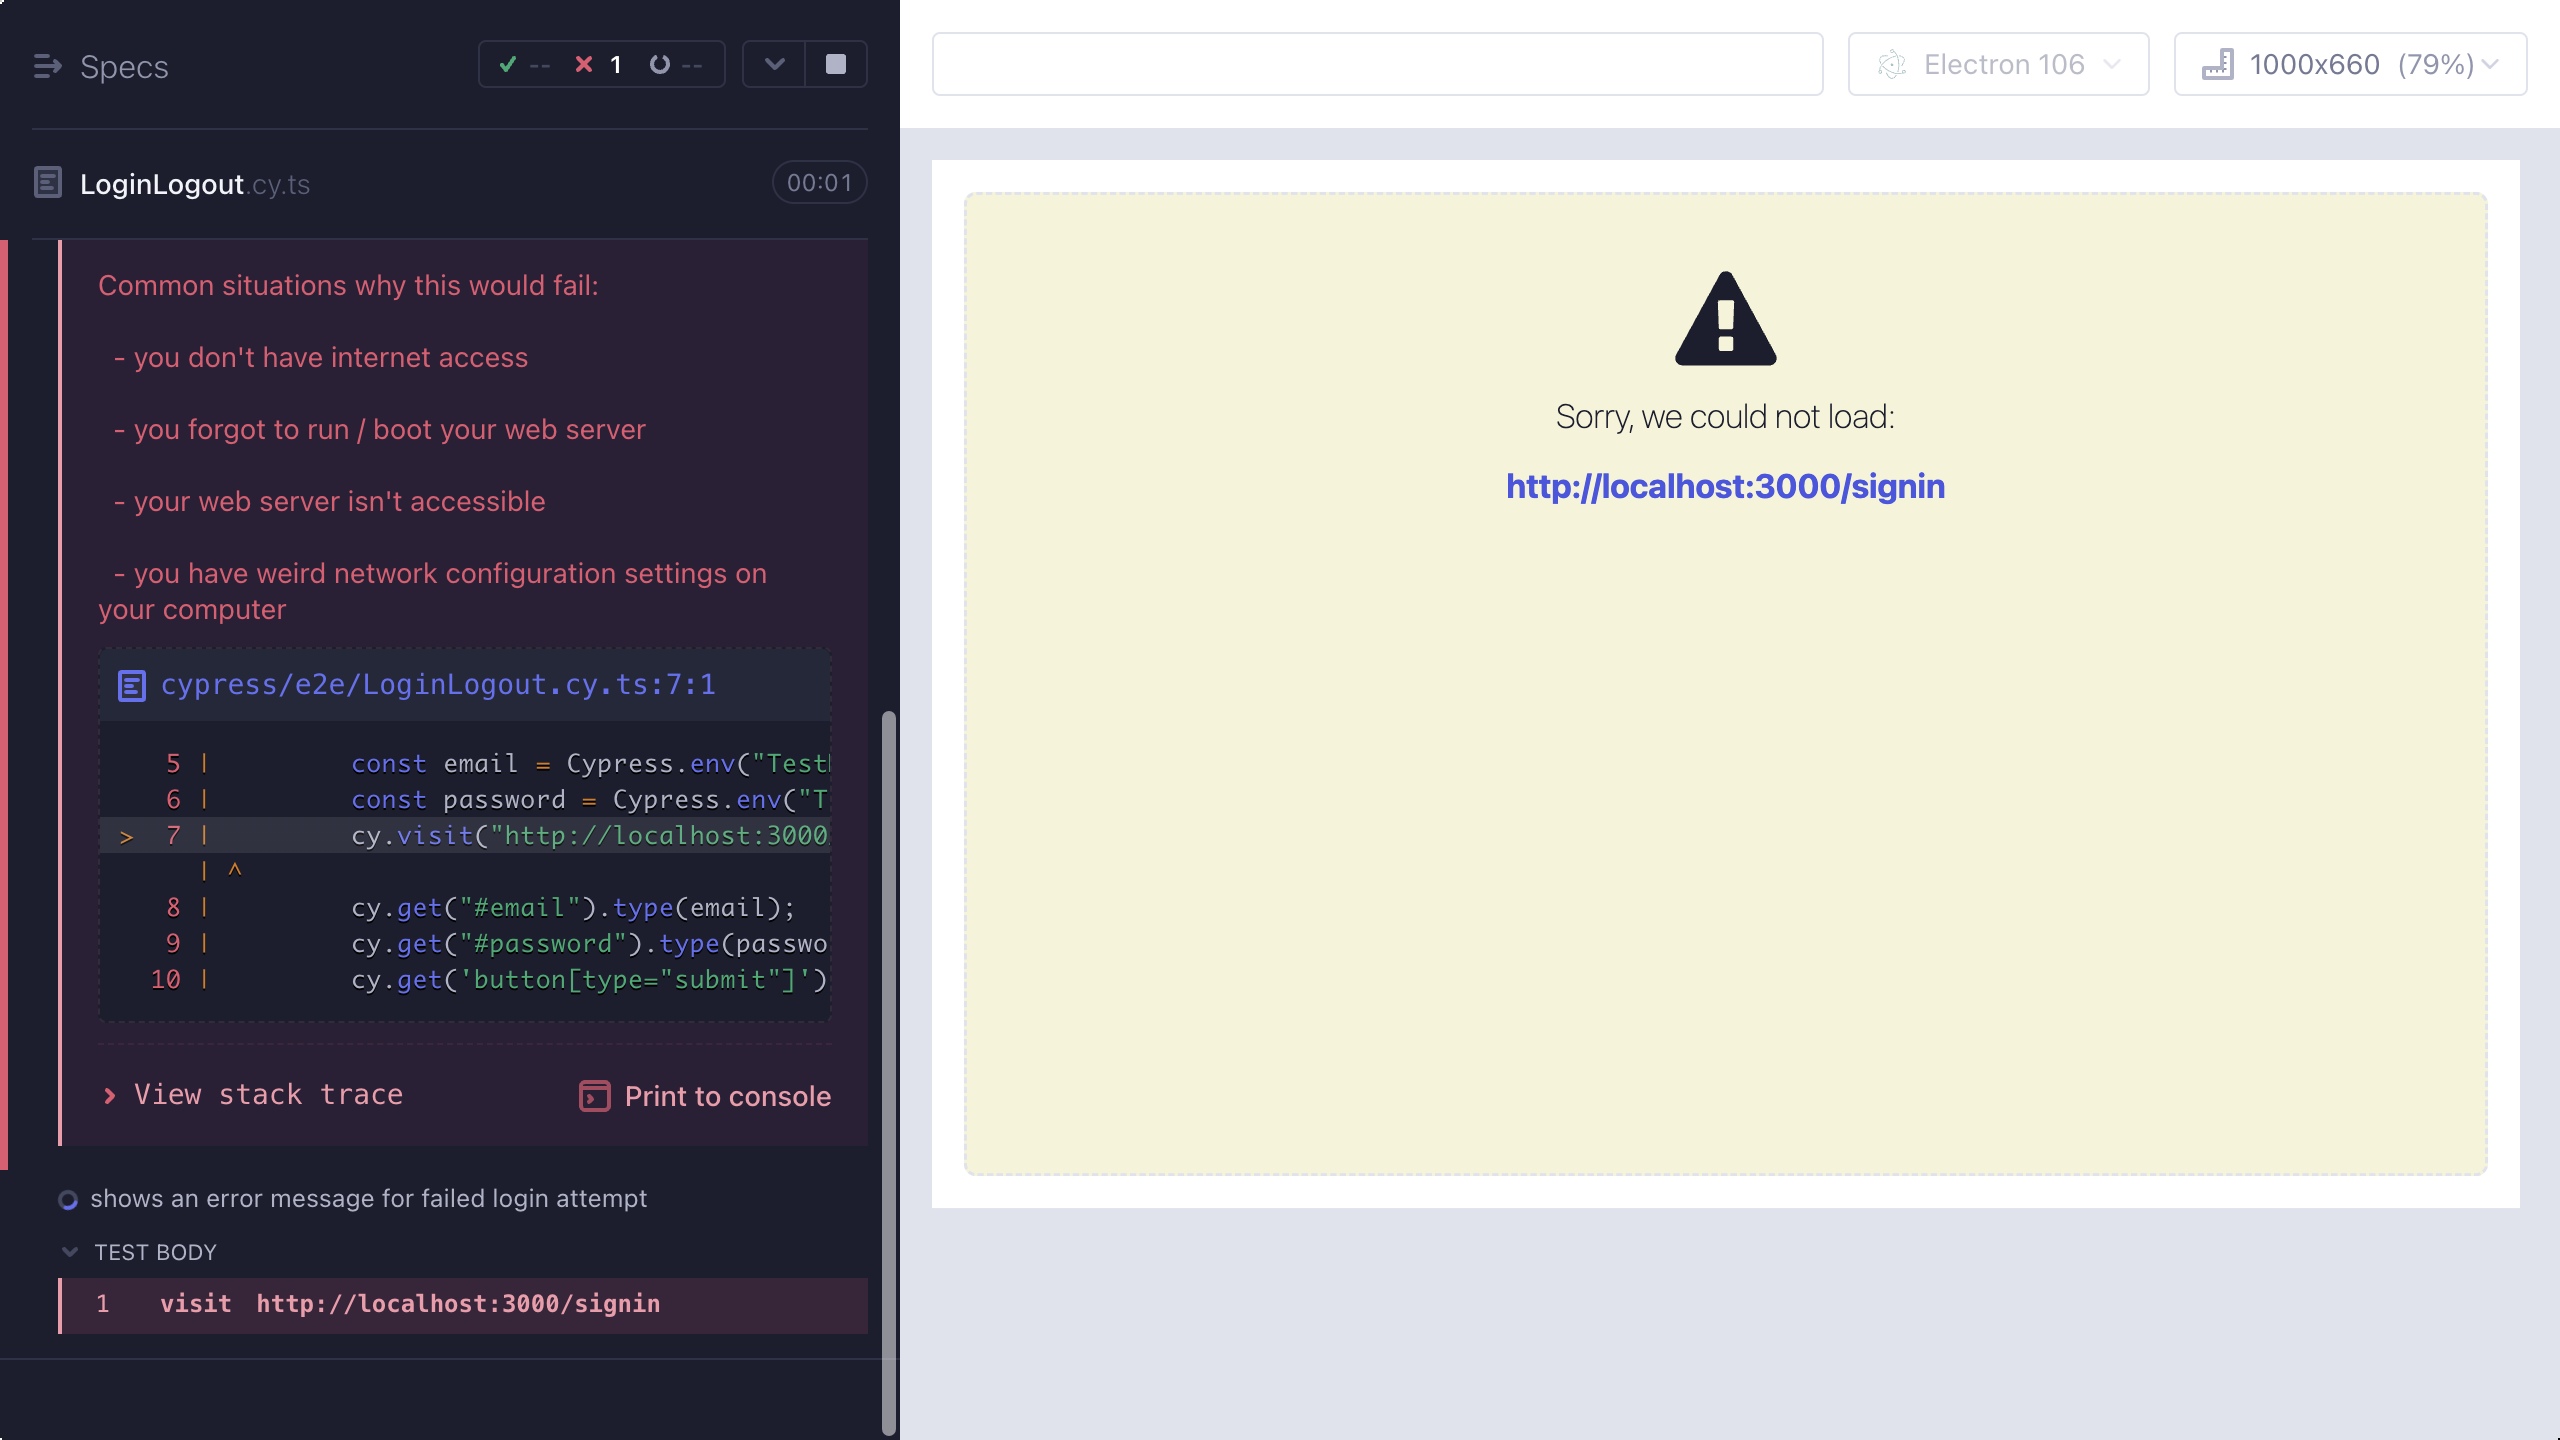 Specs
-- 1 --
LoginLogout.cy.ts
00:01
Common situations why this would fail:
- you don't have internet access
- you forgot to run / boot your web server
- your web server isn't accessible
- you have weird network configuration settings on
your computer
cypress/e2e/LoginLogout.cy.ts:7:1
5 | const email = Cypress.env("Test
6 | const password = Cypress.env("T
> 7 | cy.visit("http://localhost:3000
| ^
8 | cy.get("#email").type(email);
9 | cy.get("#password").type(passwo
10 | cy.get('button[type="submit"]')
View stack trace
Print to console
shows an error message for failed login attempt
TEST BODY
1 visit http://localhost:3000/signin
Electron 106
1000x660 (79%)
Sorry, we could not load:
http://localhost:3000/signin